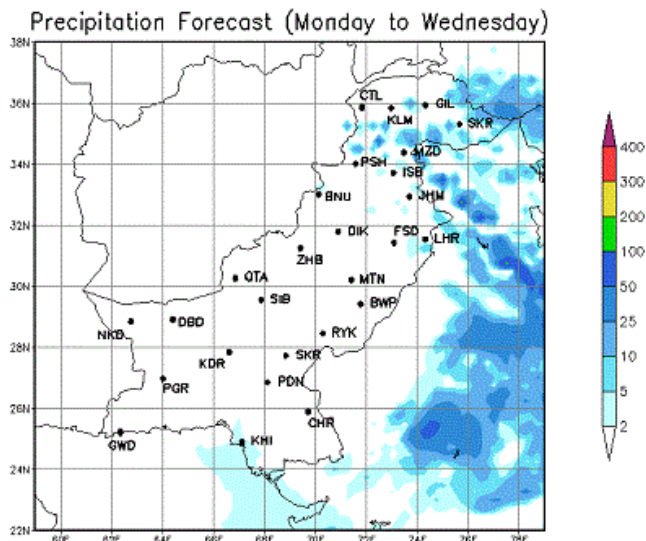 Precipitation Forecast (Monday to Wednesday)
38N
36N
34N
32N
30N
28N
26N
24N
22N
CTL
KLM
GIL
SKR
MZD
PSH
ISB
BNU
JHM
DIK
FSD
LHR
ZHB
QTA
MTN
SIB
BWP
NKD
DBD
RYK
KDR
SKR
PGR
PDN
CHR
GWD
KHI
400
300
200
100
50
25
10
5
2